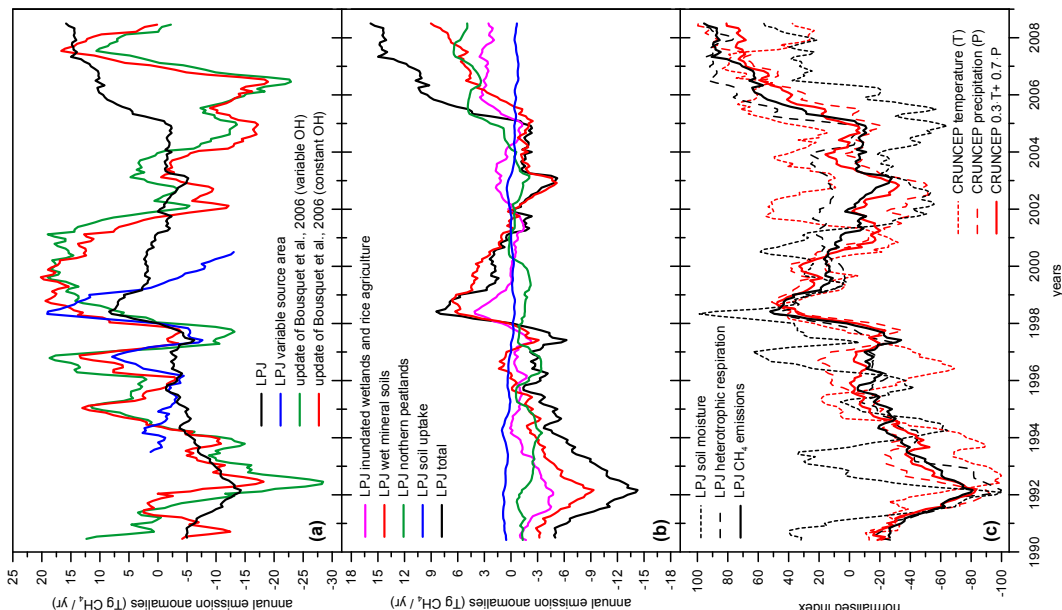 annual emission anomalies (Tg CH4 / yr)
25
20
15
10
5
0
-5
-10
-15
-20
-25
-30
(a)
LPJ
LPJ variable source area
update of Bousquet et al., 2006 (variable OH)
update of Bousquet et al., 2006 (constant OH)
annual emission anomalies (Tg CH4 / yr)
18
15
12
9
6
3
0
-3
-6
-9
-12
-15
-18
(b)
LPJ inundated wetlands and rice agriculture
LPJ wet mineral soils
LPJ northern peatlands
LPJ soil uptake
LPJ total
normalised index
100
80
60
40
20
0
-20
-40
-60
-80
-100
(c)
LPJ soil moisture
LPJ heterotrophic respiration
LPJ CH4 emissions
CRUNCEP temperature (T)
CRUNCEP precipitation (P)
CRUNCEP 0.3·T+ 0.7·P
1990
1992
1994
1996
1998
2000
2002
2004
2006
2008
years